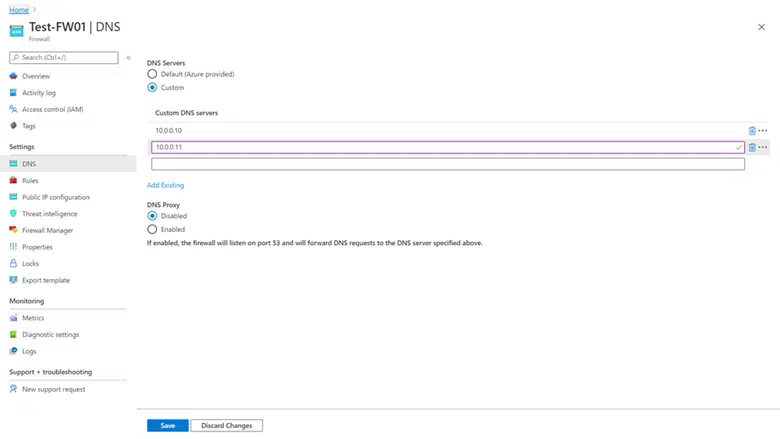 Home >
Test-FW01 | DNS
Firewall
Search (Ctrl+/)
Overview
Activity log
Access control (IAM)
Tags
Settings
DNS
Rules
Public IP configuration
Threat intelligence
Firewall Manager
Properties
Locks
Export template
Monitoring
Metrics
Diagnostic settings
Logs
Support + troubleshooting
New support request
DNS Servers
Default (Azure provided)
Custom
Custom DNS servers
10.0.0.10
10.0.0.11
Add Existing
DNS Proxy
Disabled
Enabled
If enabled, the firewall will listen on port 53 and will forward DNS requests to the DNS server specified above.
Save
Discard Changes